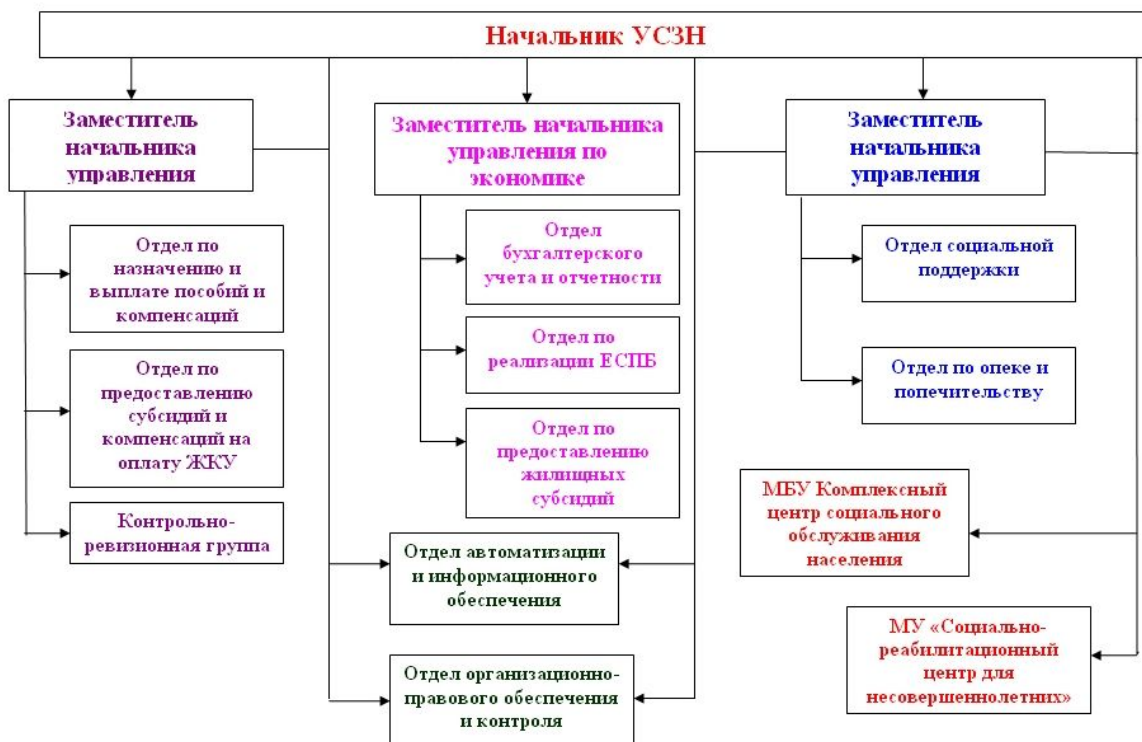 Начальник УСЗН
Заместитель
начальника
управления
Заместитель начальника
управления по
экономике
Заместитель
начальника
управления
Отдел по
назначению и
выплате пособий и
компенсаций
Отдел по
предоставлению
субсидий и
компенсаций на
оплату ЖКУ
Контрольно-
ревизионная группа
Отдел
бухгалтерского
учета и отчетности
Отдел по
реализации ЕСПБ
Отдел по
предоставлению
жилищных
субсидий
Отдел социальной
поддержки
Отдел по опеке и
попечительству
Отдел автоматизации
и информационного
обеспечения
Отдел организационно-
правового обеспечения
и контроля
МБУ Комплексный
центр социального
обслуживания
населения
МУ «Социально-
реабилитационный
центр для
несовершеннолетних»